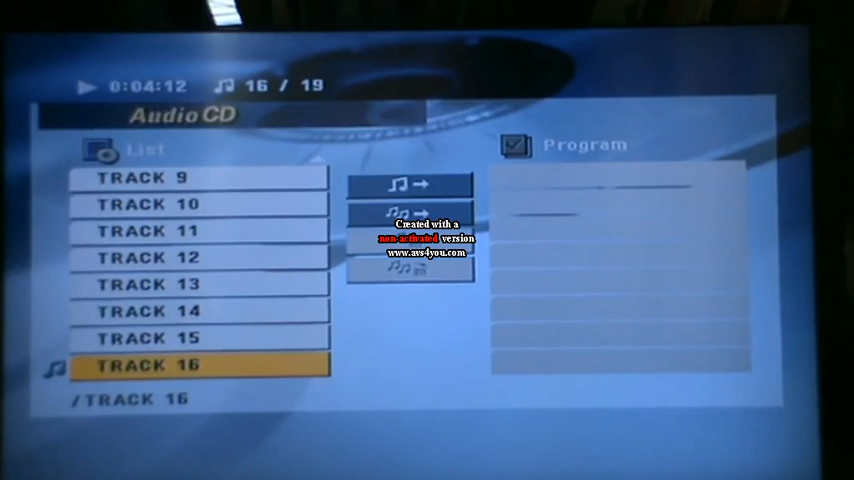 0:04:12 16 / 19
Audio CD
List
Program
TRACK 9
TRACK 10
TRACK 11
TRACK 12
TRACK 13
TRACK 14
TRACK 15
TRACK 16
/TRACK 16
Created with a
non-activated version
www.avs4you.com